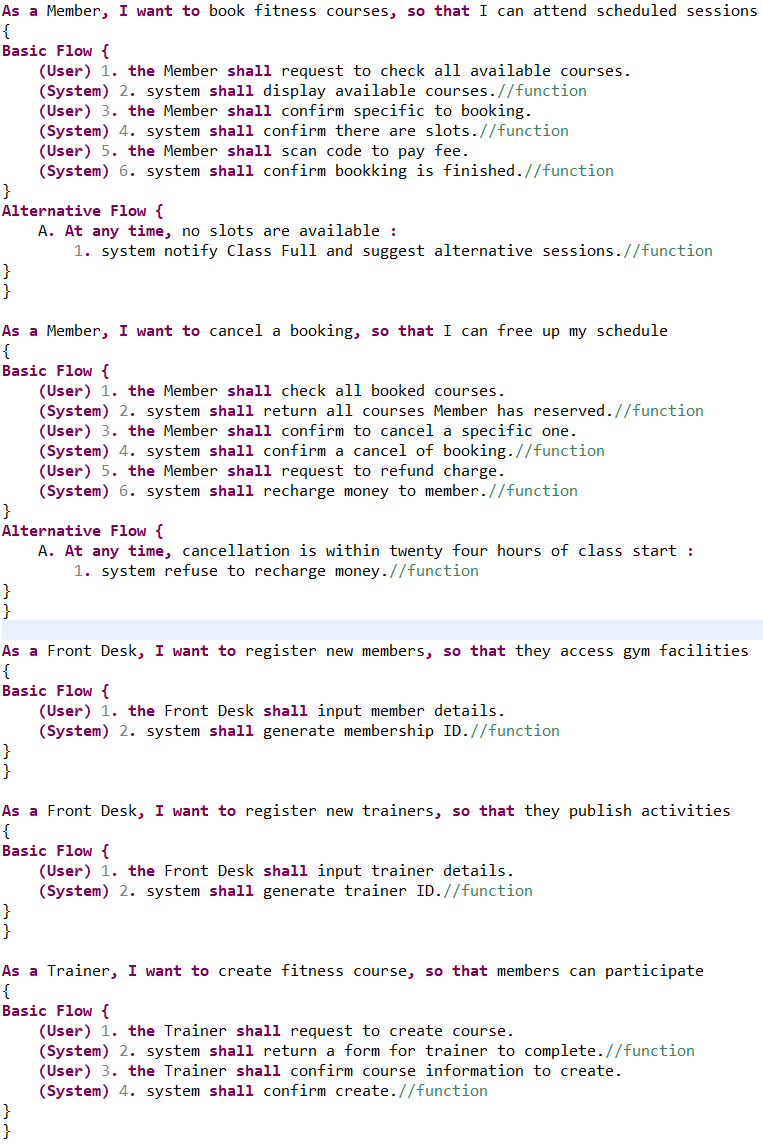 As a Member, I want to book fitness courses, so that I can attend scheduled sessions
{
Basic Flow {
(User) 1. the Member shall request to check all available courses.
(System) 2. system shall display available courses.//function
(User) 3. the Member shall confirm specific to booking.
(System) 4. system shall confirm there are slots.//function
(User) 5. the Member shall scan code to pay fee.
(System) 6. system shall confirm bookking is finished.//function
}
Alternative Flow {
A. At any time, no slots are available :
1. system notify Class Full and suggest alternative sessions.//function
}
}
As a Member, I want to cancel a booking, so that I can free up my schedule
{
Basic Flow {
(User) 1. the Member shall check all booked courses.
(System) 2. system shall return all courses Member has reserved.//function
(User) 3. the Member shall confirm to cancel a specific one.
(System) 4. system shall confirm a cancel of booking.//function
(User) 5. the Member shall request to refund charge.
(System) 6. system shall recharge money to member.//function
}
Alternative Flow {
A. At any time, cancellation is within twenty four hours of class start :
1. system refuse to recharge money.//function
}
}
As a Front Desk, I want to register new members, so that they access gym facilities
{
Basic Flow {
(User) 1. the Front Desk shall input member details.
(System) 2. system shall generate membership ID.//function
}
}
As a Front Desk, I want to register new trainers, so that they publish activities
{
Basic Flow {
(User) 1. the Front Desk shall input trainer details.
(System) 2. system shall generate trainer ID.//function
}
}
As a Trainer, I want to create fitness course, so that members can participate
{
Basic Flow {
(User) 1. the Trainer shall request to create course.
(System) 2. system shall return a form for trainer to complete.//function
(User) 3. the Trainer shall confirm course information to create.
(System) 4. system shall confirm create.//function
}
}